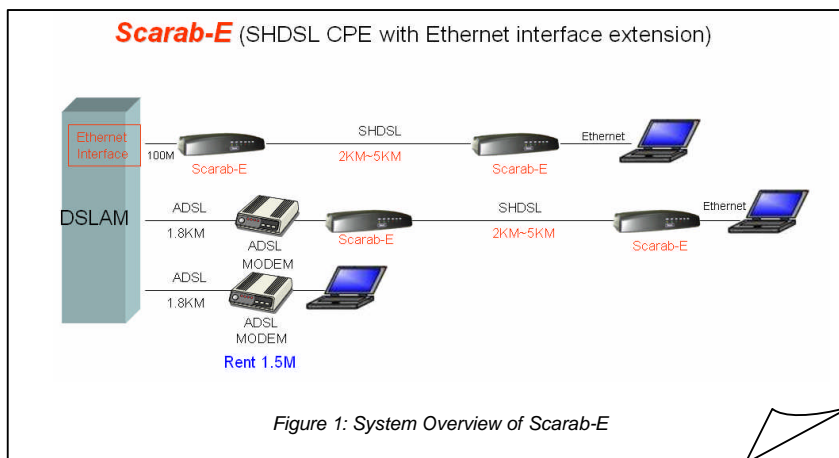 Scarab-E (SHDSL CPE with Ethernet interface extension)
Ethernet
Interface
100M
Scarab-E
SHDSL
2KM~5KM
Scarab-E
Ethernet
DSLAM
ADSL
1.8KM
ADSL
MODEM
Scarab-E
SHDSL
2KM~5KM
Scarab-E
Ethernet
ADSL
1.8KM
ADSL
MODEM
Rent 1.5M
Figure 1: System Overview of Scarab-E